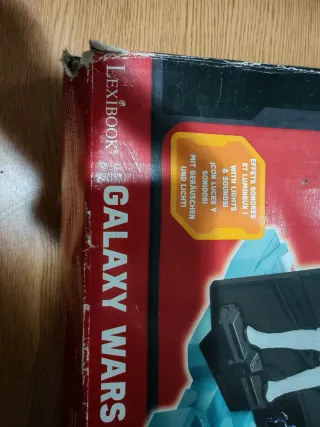 LEXIBOOK®
GALAXY WARS
EFFETS SONORES
ET LUMINEUX !
WITH LIGHTS
& SOUNDS!
¡CON LUCES Y
SONIDOS!
MIT GERÄUSCHEN
UND LICHT!